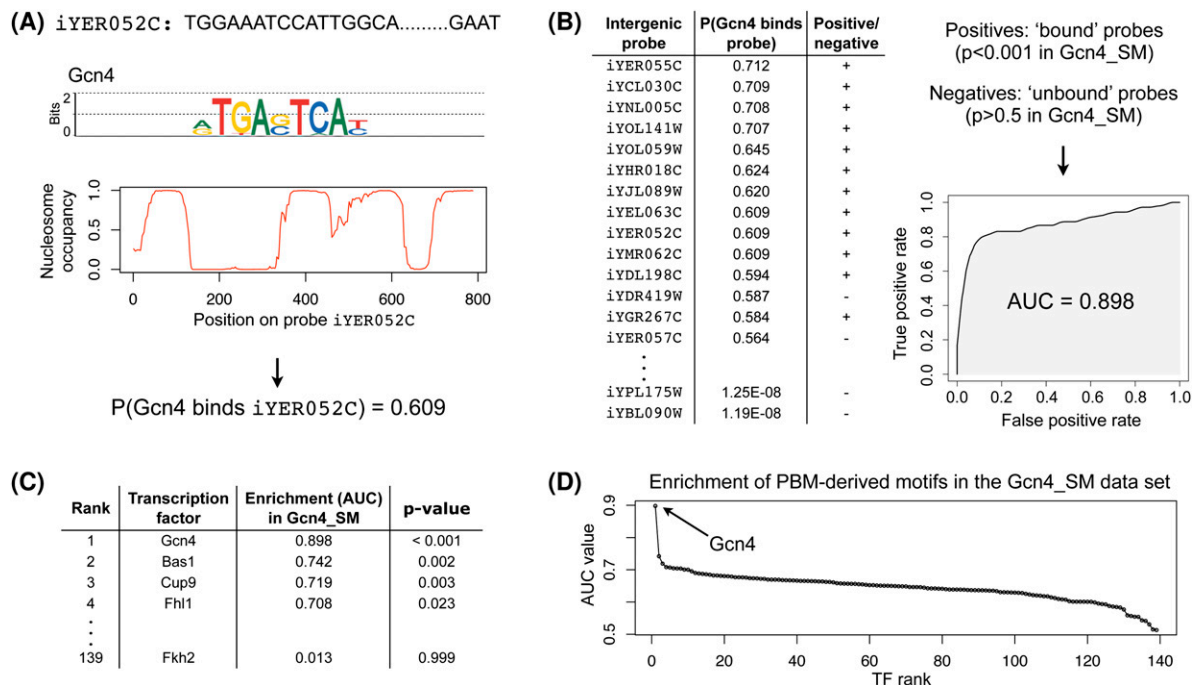 (A) iYER052C: TGGAAATCCATTGGCA.........GAAT
Gcn4
Bits
2
1
0
AGTGACGTCATC
Nucleosome
occupancy
1.0
0.5
0.0
0 200 400 600 800
Position on probe iYER052C
P(Gcn4 binds iYER052C) = 0.609
(B)
Intergenic probe P(Gcn4 binds probe) Positive/negative
iYER055C 0.712 +
iYCL030C 0.709 +
iYNL005C 0.708 +
iYOL141W 0.707 +
iYOL059W 0.645 +
iYHR018C 0.624 +
iYJL089W 0.620 +
iYEL063C 0.609 +
iYER052C 0.609 +
iYMR062C 0.609 +
iYDL198C 0.594 +
iYDR419W 0.587 -
iYGR267C 0.584 +
iYER057C 0.564 -
iYPL175W 1.25E-08 -
iYBL090W 1.19E-08 -
Positives: ‘bound’ probes
(p<0.001 in Gcn4_SM)
Negatives: ‘unbound’ probes
(p>0.5 in Gcn4_SM)
True positive rate
1.0
0.8
0.6
0.4
0.2
0.0
AUC = 0.898
0.0 0.2 0.4 0.6 0.8 1.0
False positive rate
(C)
Rank Transcription factor Enrichment (AUC) in Gcn4_SM p-value
1 Gcn4 0.898 < 0.001
2 Bas1 0.742 0.002
3 Cup9 0.719 0.003
4 Fhl1 0.708 0.023
139 Fkh2 0.013 0.999
(D) Enrichment of PBM-derived motifs in the Gcn4_SM data set
AUC value
0.9
0.7
0.5
Gcn4
0 20 40 60 80 100 120 140
TF rank